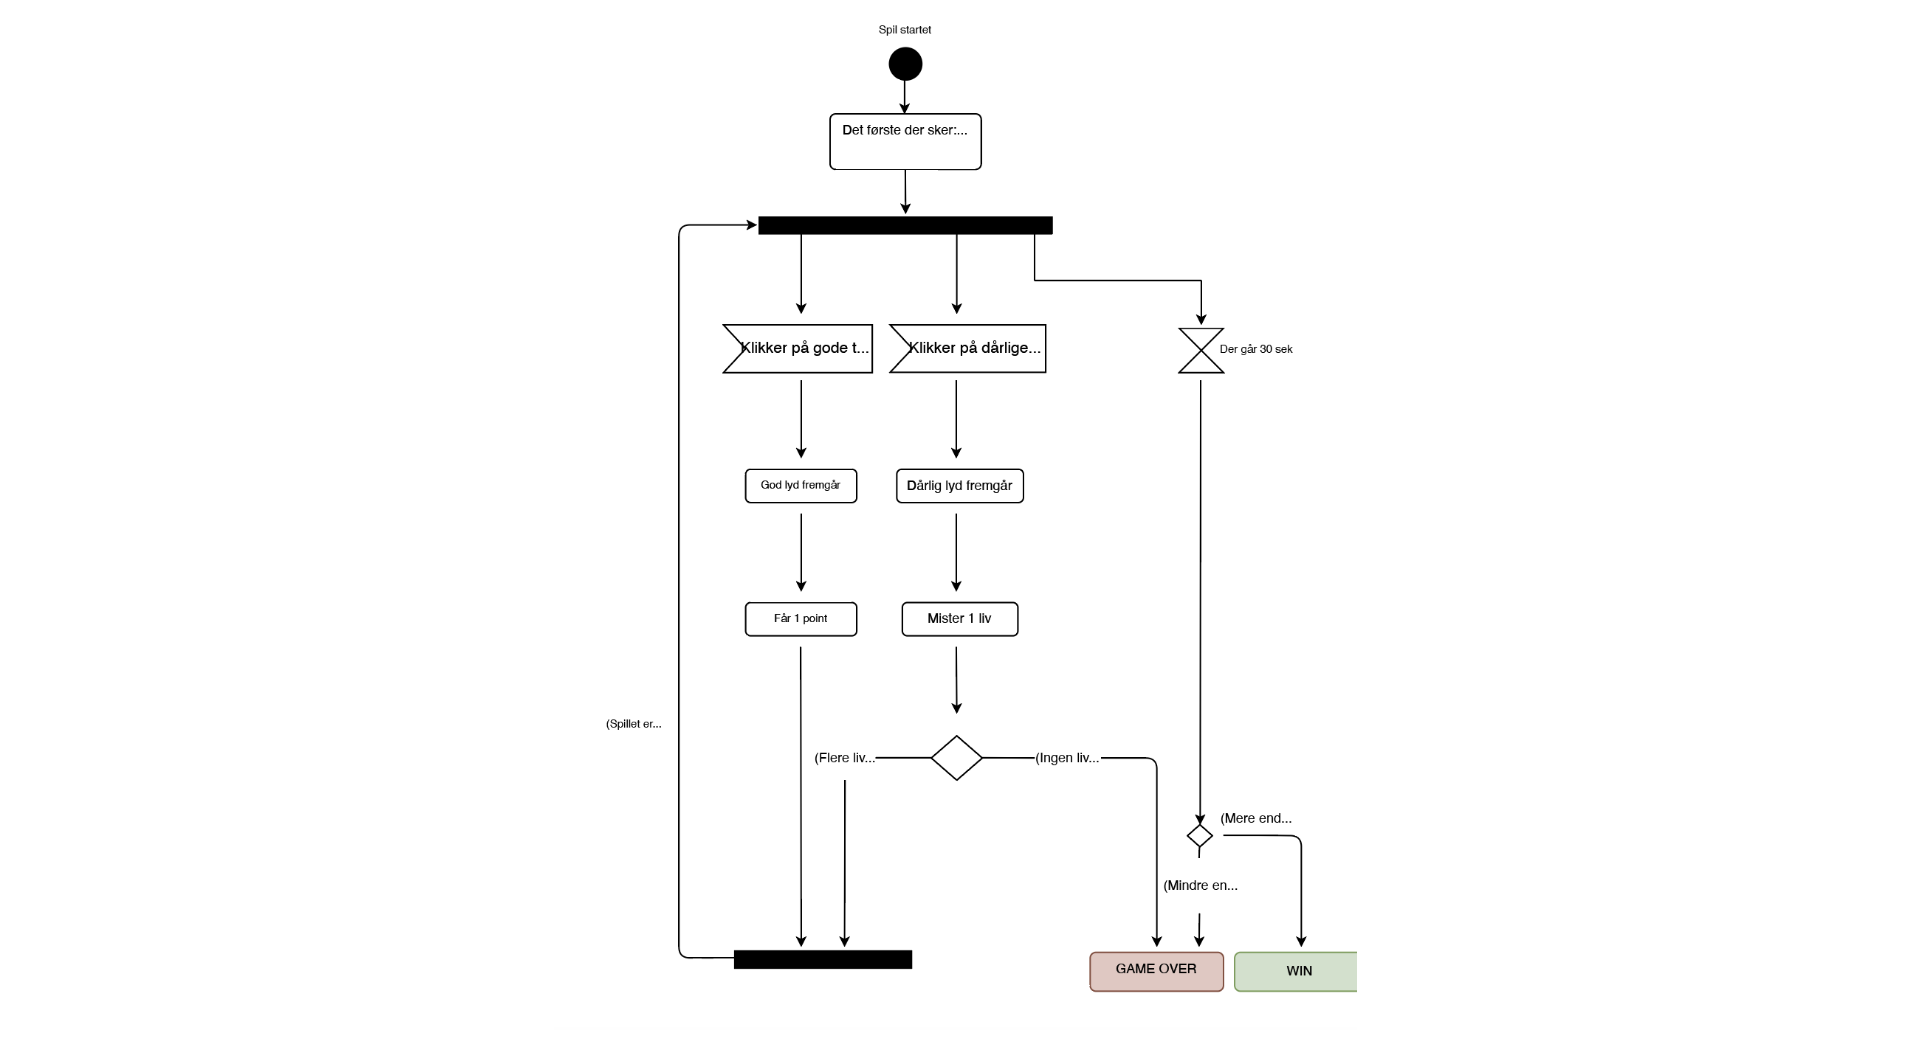 Spil startet
Det første der sker:...
Klikker på gode t...
Klikker på dårlige...
Der går 30 sek
God lyd fremgår
Dårlig lyd fremgår
Får 1 point
Mister 1 liv
(Spillet er...
(Flere liv...
(Ingen liv...
(Mere end...
(Mindre en...
GAME OVER
WIN